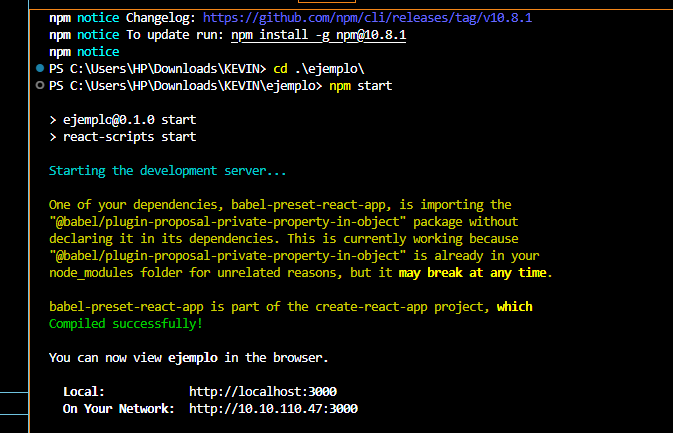 npm notice Changelog: https://github.com/npm/cli/releases/tag/v10.8.1
npm notice To update run: npm install -g npm@10.8.1
npm notice
PS C:\Users\HP\Downloads\KEVIN> cd .\ejemplo\
PS C:\Users\HP\Downloads\KEVIN\ejemplo> npm start
> ejemplo@0.1.0 start
> react-scripts start
Starting the development server...
One of your dependencies, babel-preset-react-app, is importing the
"@babel/plugin-proposal-private-property-in-object" package without
declaring it in its dependencies. This is currently working because
"@babel/plugin-proposal-private-property-in-object" is already in your
node_modules folder for unrelated reasons, but it may break at any time.
babel-preset-react-app is part of the create-react-app project, which
Compiled successfully!
You can now view ejemplo in the browser.
Local: http://localhost:3000
On Your Network: http://10.10.110.47:3000